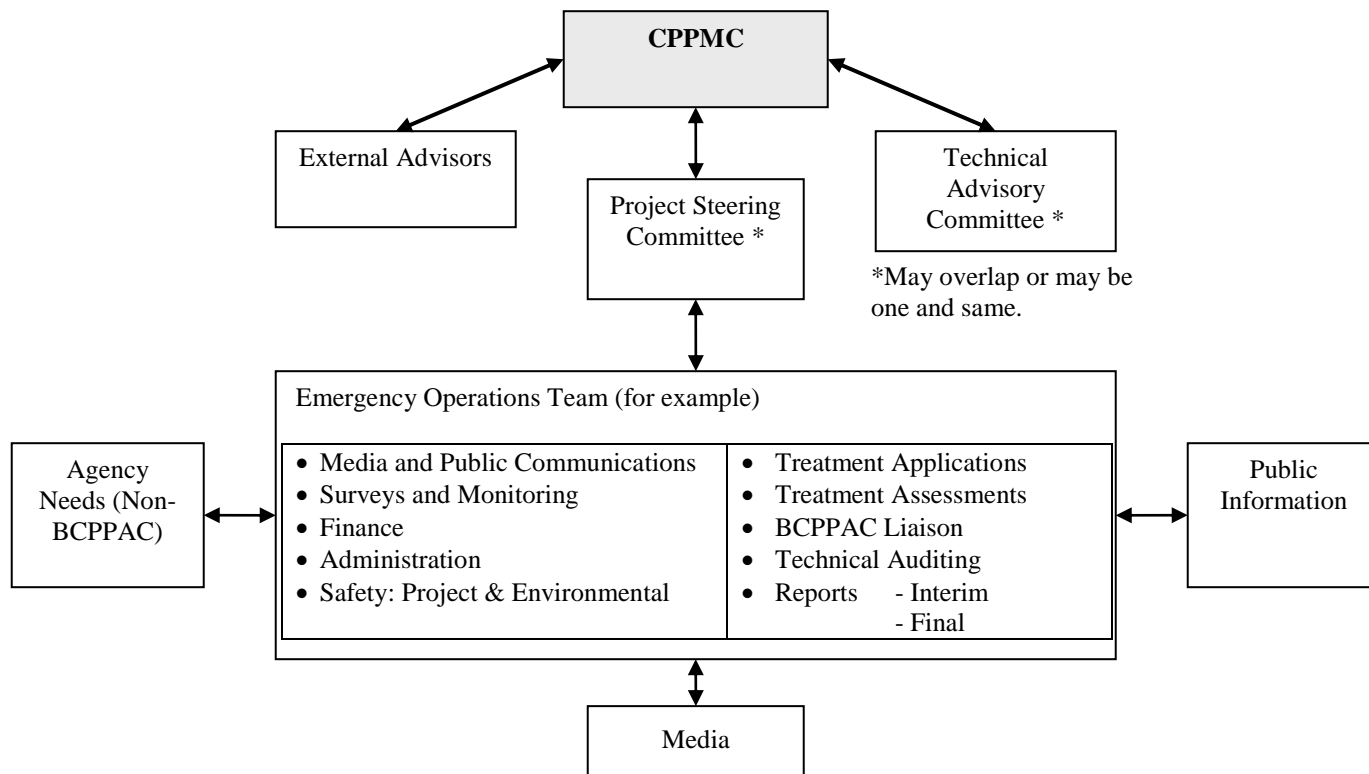 CPPMC
External Advisors
Project Steering
Committee *
Technical
Advisory
Committee *
*May overlap or may be
one and same.
Emergency Operations Team (for example)
• Media and Public Communications
• Surveys and Monitoring
• Finance
• Administration
• Safety: Project & Environmental
• Treatment Applications
• Treatment Assessments
• BCPPAC Liaison
• Technical Auditing
• Reports - Interim
- Final
Agency
Needs (Non-
BCPPAC)
Public
Information
Media